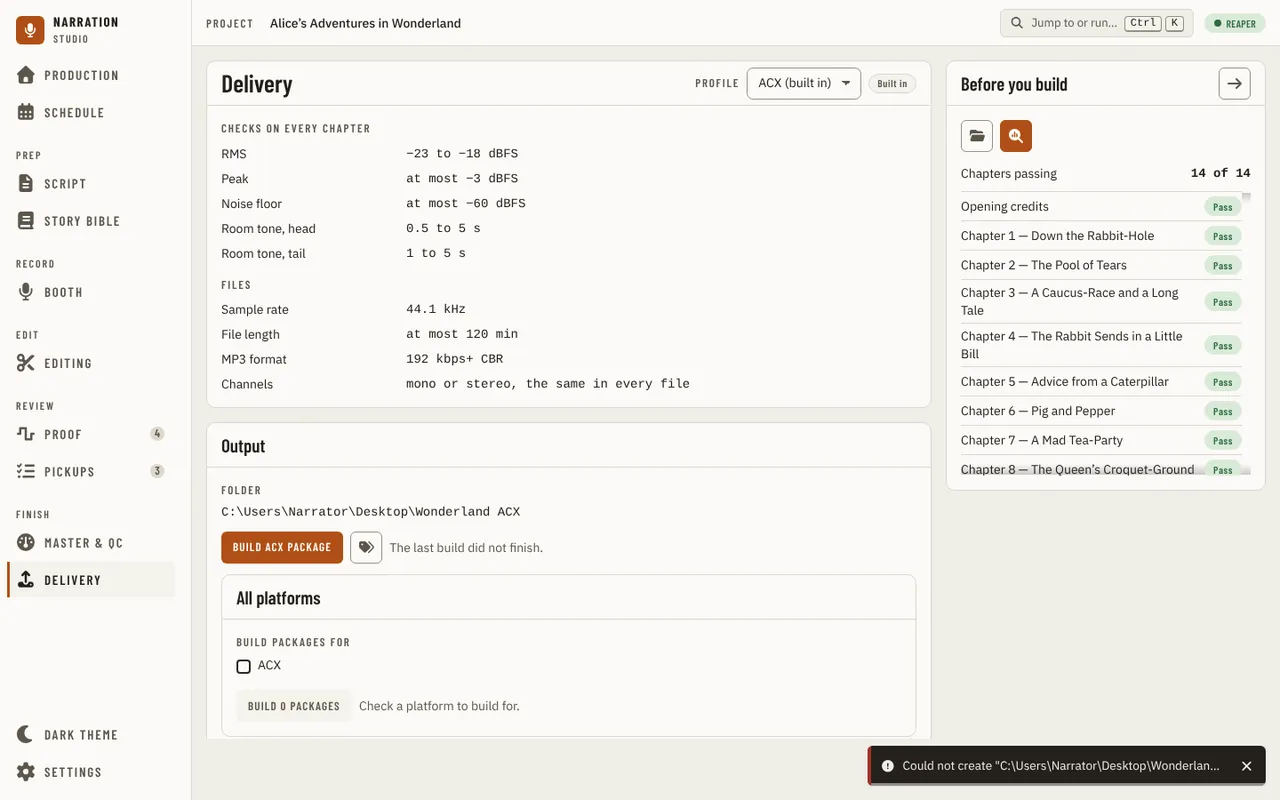 NARRATION
STUDIO
PRODUCTION
SCHEDULE
PREP
SCRIPT
STORY BIBLE
RECORD
BOOTH
EDIT
EDITING
REVIEW
PROOF 4
PICKUPS 3
FINISH
MASTER & QC
DELIVERY
DARK THEME
SETTINGS
PROJECT Alice’s Adventures in Wonderland
Jump to or run… Ctrl K
REAPER
Delivery
PROFILE ACX (built in) Built in
CHECKS ON EVERY CHAPTER
RMS −23 to −18 dBFS
Peak at most −3 dBFS
Noise floor at most −60 dBFS
Room tone, head 0.5 to 5 s
Room tone, tail 1 to 5 s
FILES
Sample rate 44.1 kHz
File length at most 120 min
MP3 format 192 kbps+ CBR
Channels mono or stereo, the same in every file
Output
FOLDER
C:\Users\Narrator\Desktop\Wonderland ACX
BUILD ACX PACKAGE The last build did not finish.
All platforms
BUILD PACKAGES FOR
ACX
BUILD 0 PACKAGES Check a platform to build for.
Before you build
Chapters passing 14 of 14
Opening credits Pass
Chapter 1 — Down the Rabbit-Hole Pass
Chapter 2 — The Pool of Tears Pass
Chapter 3 — A Caucus-Race and a Long
Tale Pass
Chapter 4 — The Rabbit Sends in a Little
Bill Pass
Chapter 5 — Advice from a Caterpillar Pass
Chapter 6 — Pig and Pepper Pass
Chapter 7 — A Mad Tea-Party Pass
Chapter 8 — The Queen’s Croquet-Ground Pass
Could not create "C:\Users\Narrator\Desktop\Wonderlan…